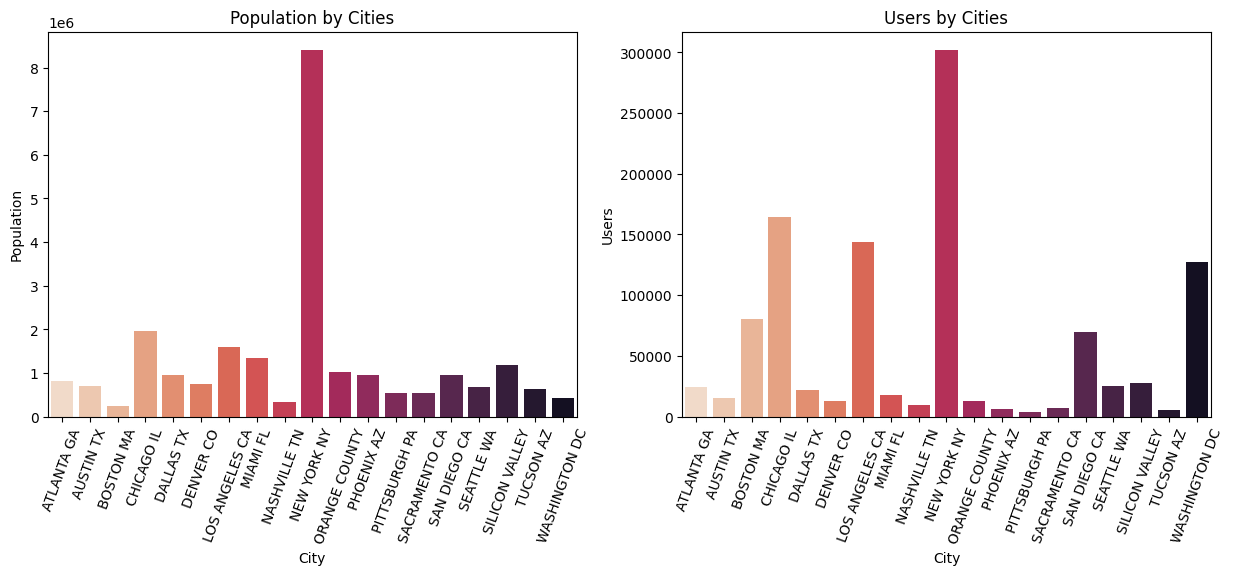 Population by Cities
1e6
8
7
6
5
4
3
2
1
0
Population
ATLANTA GA
AUSTIN TX
BOSTON MA
CHICAGO IL
DALLAS TX
DENVER CO
LOS ANGELES CA
MIAMI FL
NASHVILLE TN
NEW YORK NY
ORANGE COUNTY
PHOENIX AZ
PITTSBURGH PA
SACRAMENTO CA
SAN DIEGO CA
SEATTLE WA
SILICON VALLEY
TUCSON AZ
WASHINGTON DC
City
Users by Cities
300000
250000
200000
150000
100000
50000
0
Users
ATLANTA GA
AUSTIN TX
BOSTON MA
CHICAGO IL
DALLAS TX
DENVER CO
LOS ANGELES CA
MIAMI FL
NASHVILLE TN
NEW YORK NY
ORANGE COUNTY
PHOENIX AZ
PITTSBURGH PA
SACRAMENTO CA
SAN DIEGO CA
SEATTLE WA
SILICON VALLEY
TUCSON AZ
WASHINGTON DC
City